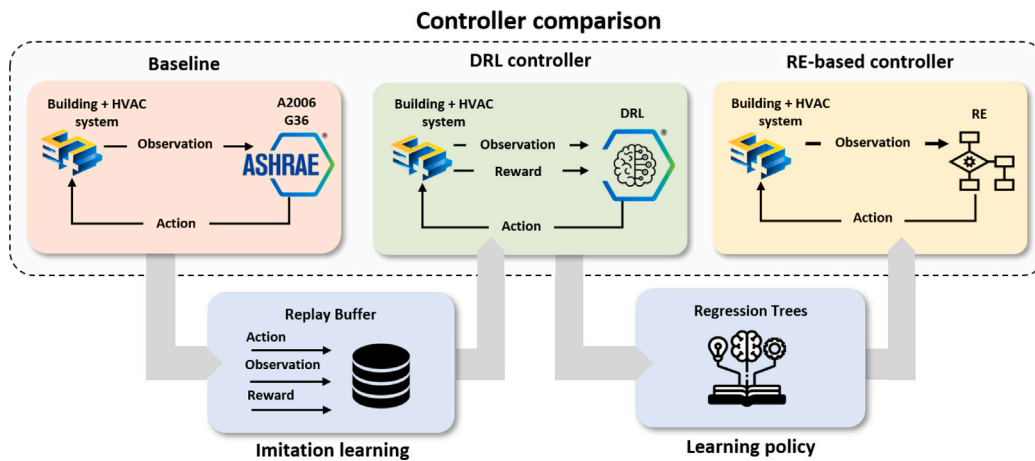 Controller comparison
Baseline
Building + HVAC
system
Observation
A2006
G36
ASHRAE
®
Action
DRL controller
Building + HVAC
system
Observation
Reward
DRL
®
Action
RE-based controller
Building + HVAC
system
Observation
RE
Action
Replay Buffer
Action
Observation
Reward
Imitation learning
Regression Trees
Learning policy